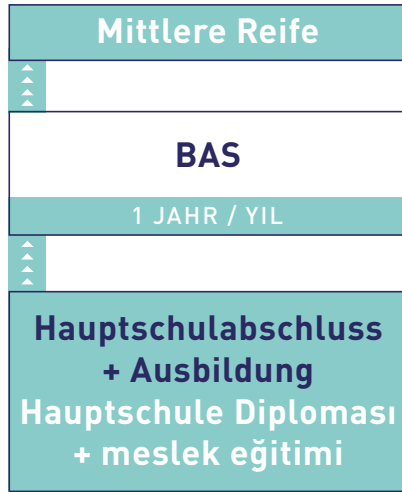 Mittlere Reife
BAS
1 JAHR / YIL
Hauptschulabschluss
+ Ausbildung
Hauptschule Diploması
+ meslek eğitimi